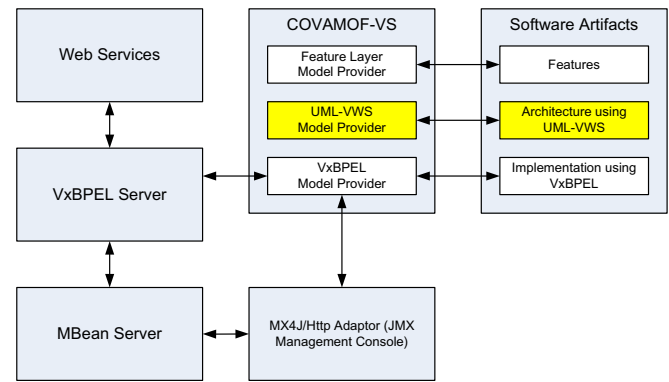 Web Services
COVAMOF-VS
Software Artifacts
Feature Layer
Model Provider
Features
UML-VWS
Model Provider
Architecture using
UML-VWS
VxBPEL Server
VxBPEL
Model Provider
Implementation using
VxBPEL
MBean Server
MX4J/Http Adaptor (JMX
Management Console)